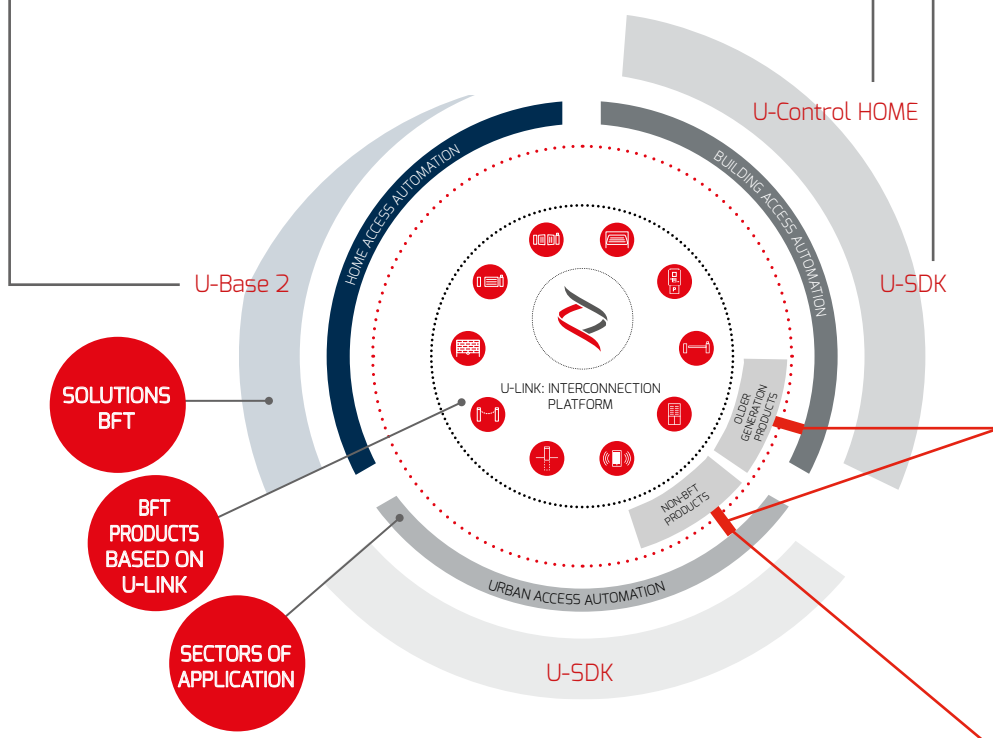 U-Control HOME
BUILDING ACCESS AUTOMATION
HOME ACCESS AUTOMATION
U-Base 2
U-SDK
P
SOLUTIONS
BFT
U-LINK: INTERCONNECTION
PLATFORM
OLDER
GENERATION
PRODUCTS
NON-BFT
PRODUCTS
BFT
PRODUCTS
BASED ON
U-LINK
URBAN ACCESS AUTOMATION
SECTORS OF
APPLICATION
U-SDK